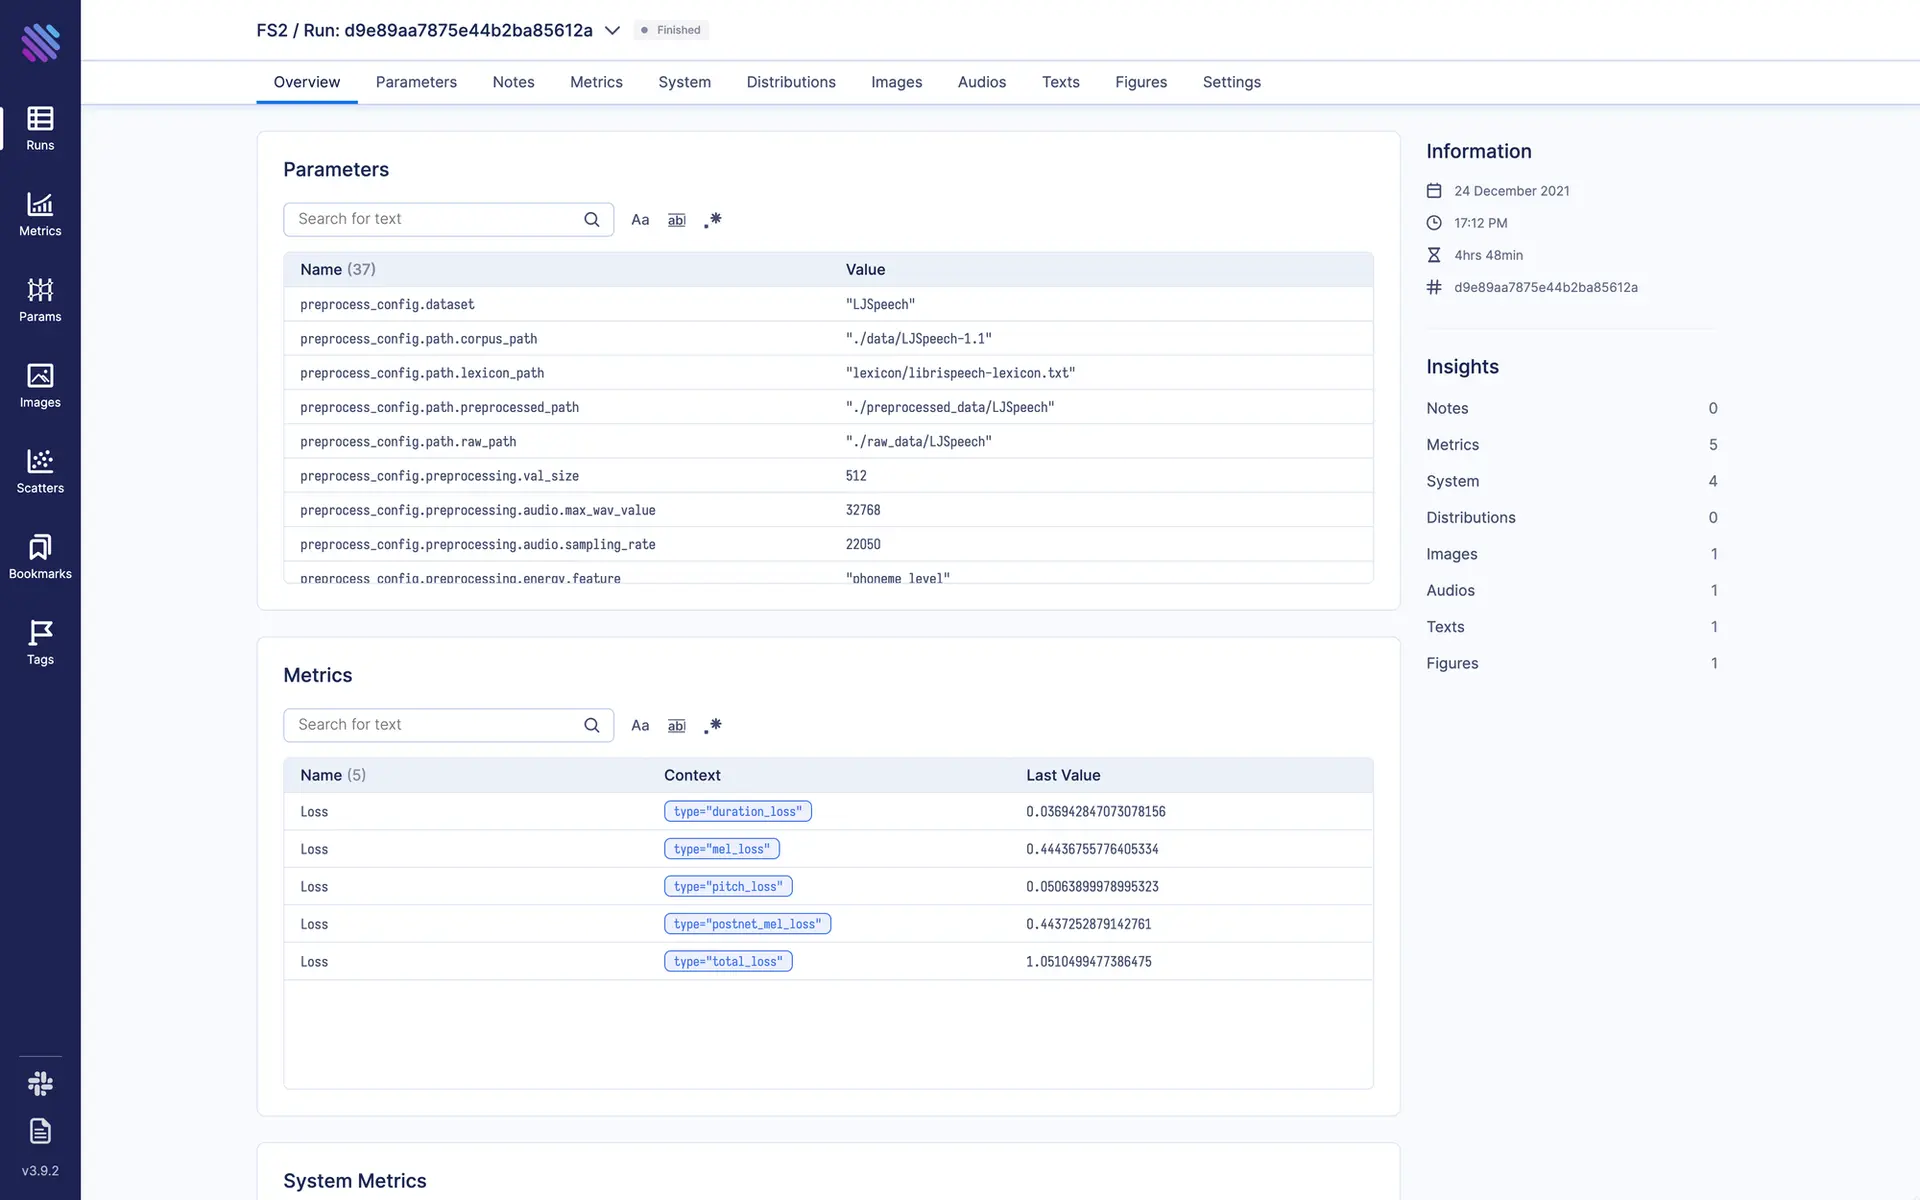 FS2 / Run: d9e89aa7875e44b2ba85612a
Finished
Overview Parameters Notes Metrics System Distributions Images Audios Texts Figures Settings
Runs
Metrics
Params
Images
Scatters
Bookmarks
Tags
v3.9.2
Parameters
Search for text
Aa abl .*
Name (37) Value
preprocess_config.dataset "LJSpeech"
preprocess_config.path.corpus_path "./data/LJSpeech-1.1"
preprocess_config.path.lexicon_path "lexicon/librispeech-lexicon.txt"
preprocess_config.path.preprocessed_path "./preprocessed_data/LJSpeech"
preprocess_config.path.raw_path "./raw_data/LJSpeech"
preprocess_config.preprocessing.val_size 512
preprocess_config.preprocessing.audio.max_wav_value 32768
preprocess_config.preprocessing.audio.sampling_rate 22050
preprocess_config.preprocessing.energy.feature "phoneme_level"
Metrics
Search for text
Aa abl .*
Name (5) Context Last Value
Loss type="duration_loss" 0.036942847073078156
Loss type="mel_loss" 0.44436755776405334
Loss type="pitch_loss" 0.05063899978995323
Loss type="postnet_mel_loss" 0.4437252879142761
Loss type="total_loss" 1.0510499477386475
System Metrics
Information
24 December 2021
17:12 PM
4hrs 48min
d9e89aa7875e44b2ba85612a
Insights
Notes 0
Metrics 5
System 4
Distributions 0
Images 1
Audios 1
Texts 1
Figures 1